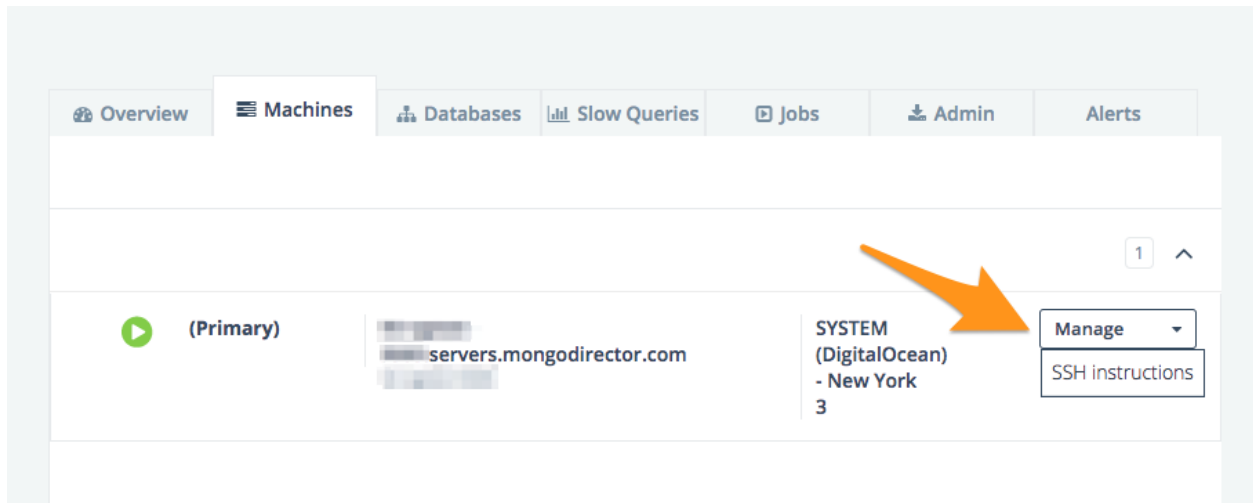 Overview
Machines
Databases
Slow Queries
Jobs
Admin
Alerts
1
(Primary)
servers.mongodirector.com
SYSTEM
(DigitalOcean)
- New York
3
Manage
SSH instructions